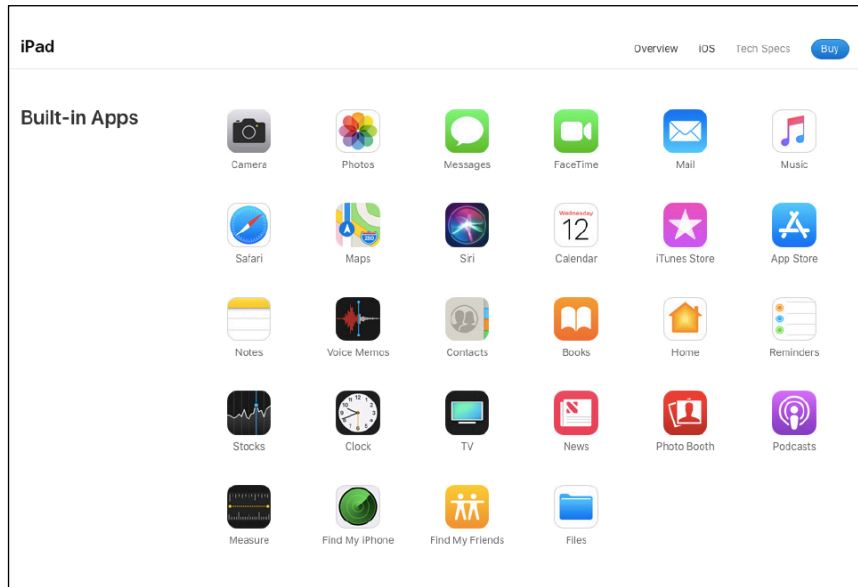 iPad
Overview iOS Tech Specs Buy
Built-in Apps
Camera Photos Messages FaceTime Mail Music
Wednesday
12
280
Safari Maps Siri Calendar iTunes Store App Store
Notes Voice Memos Contacts Books Home Reminders
Stocks Clock TV News Photo Booth Podcasts
Measure Find My iPhone Find My Friends Files